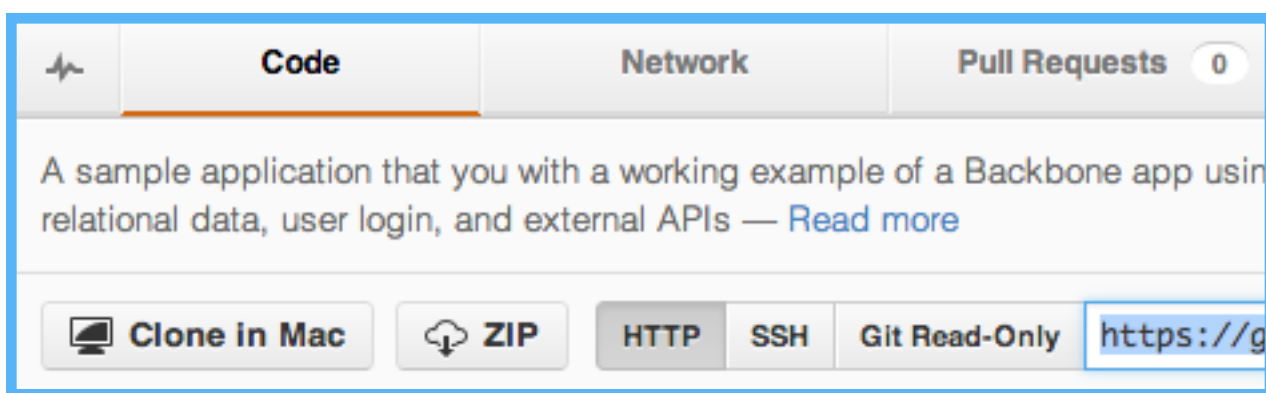 Code Network Pull Requests 0
A sample application that you with a working example of a Backbone app usin
relational data, user login, and external APIs — Read more
Clone in Mac ZIP HTTP SSH Git Read-Only https://g